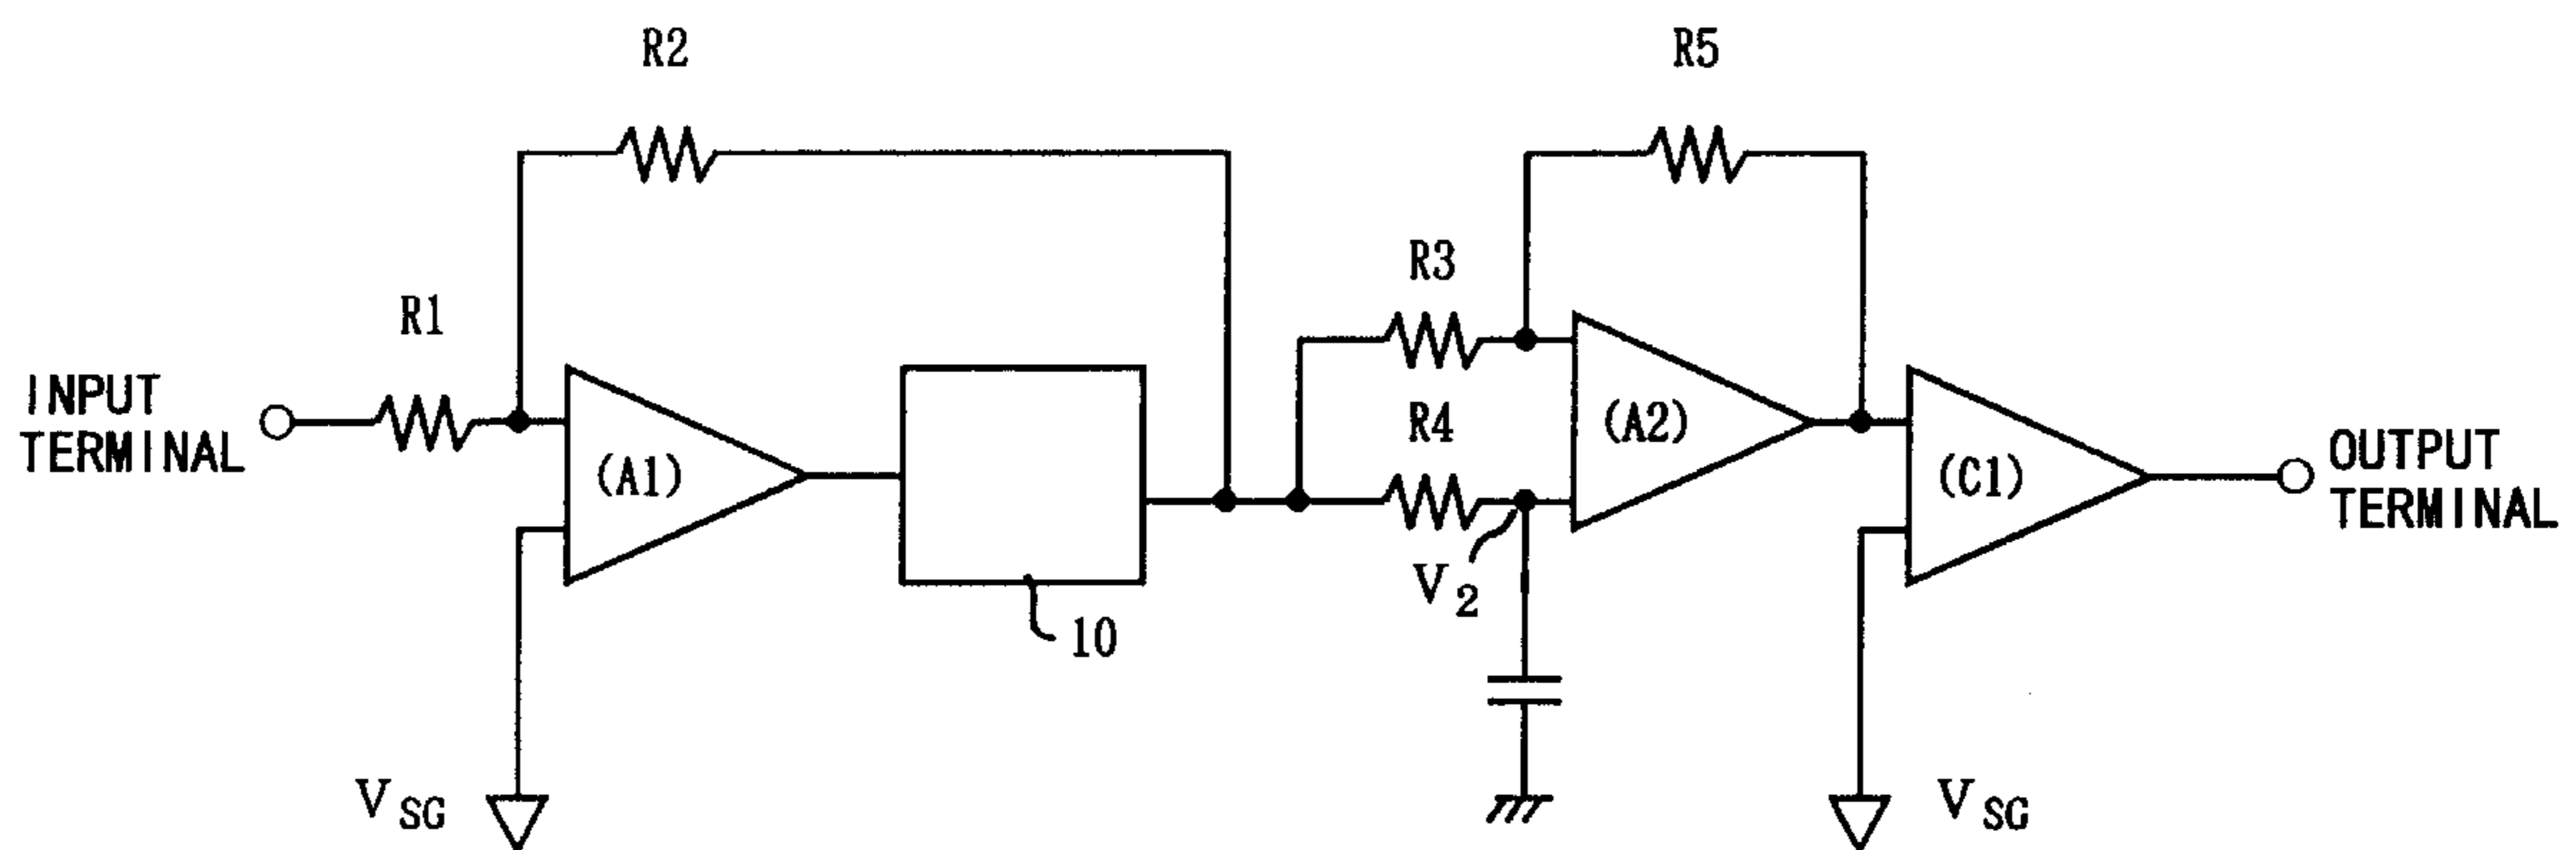 R2
R5
R1
R3
INPUT
TERMINAL
(A1)
R4
(A2)
(C1)
OUTPUT
TERMINAL
V2
10
VSG
VSG